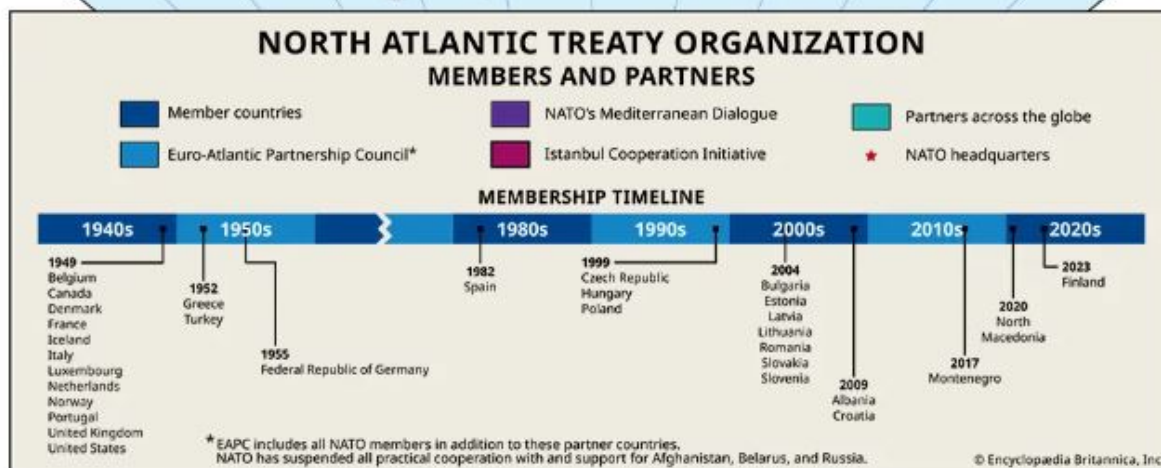 NORTH ATLANTIC TREATY ORGANIZATION
MEMBERS AND PARTNERS
Member countries
NATO's Mediterranean Dialogue
Partners across the globe
Euro-Atlantic Partnership Council*
Istanbul Cooperation Initiative
NATO headquarters
MEMBERSHIP TIMELINE
1940s 1950s 1980s 1990s 2000s 2010s 2020s
1949
Belgium
Canada
Denmark
France
Iceland
Italy
Luxembourg
Netherlands
Norway
Portugal
United Kingdom
United States
1952
Greece
Turkey
1955
Federal Republic of Germany
1982
Spain
1999
Czech Republic
Hungary
Poland
2004
Bulgaria
Estonia
Latvia
Lithuania
Romania
Slovakia
Slovenia
2009
Albania
Croatia
2017
Montenegro
2020
North
Macedonia
2023
Finland
*EAPC includes all NATO members in addition to these partner countries.
NATO has suspended all practical cooperation with and support for Afghanistan, Belarus, and Russia.
© Encyclopædia Britannica, Inc